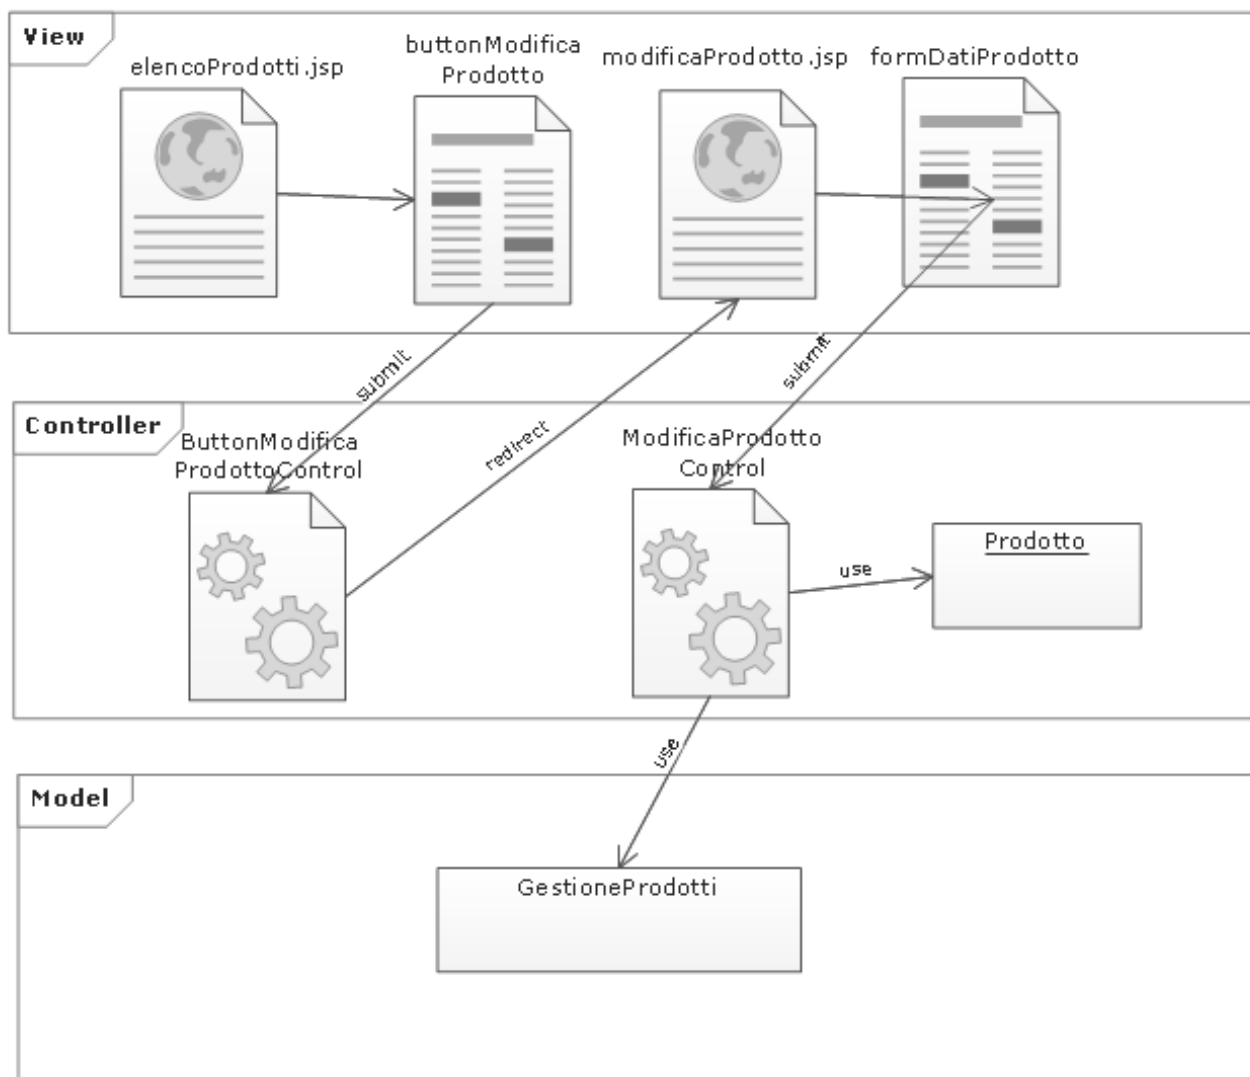 View
elencoProdotti.jsp
buttonModifica
Prodotto
modificaProdotto.jsp
formDatiProdotto
submit
submit
redirect
Controller
ButtonModifica
ProdottoControl
ModificaProdotto
Control
use
Prodotto
use
Model
GestioneProdotti